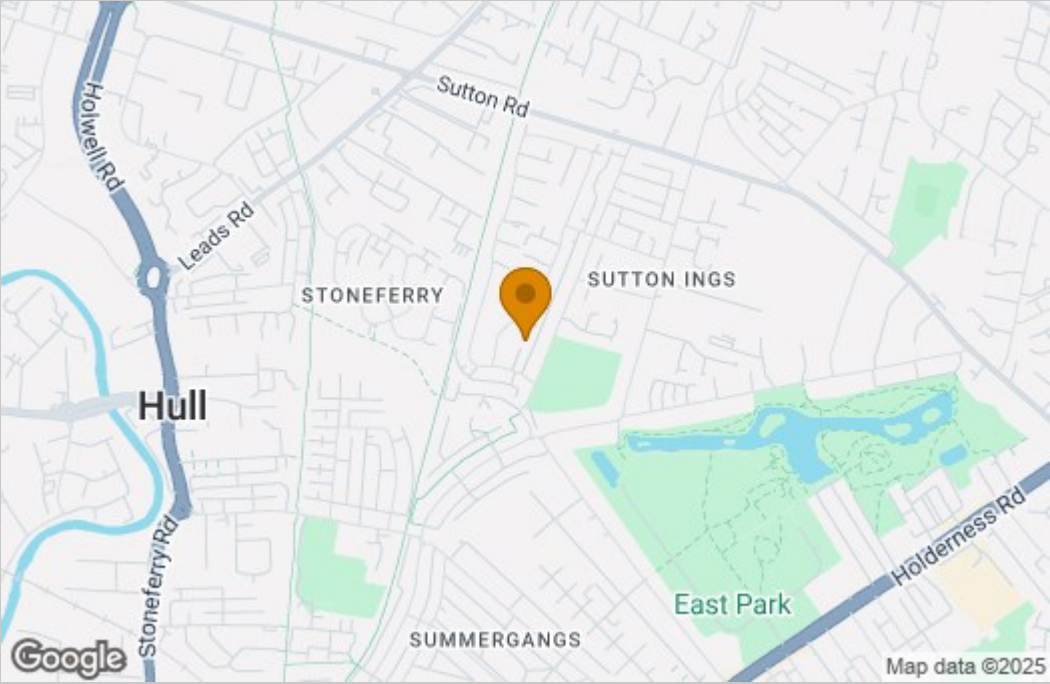 Sutton Rd
Holwell Rd
Leads Rd
SUTTON INGS
STONEFERRY
Hull
Holderness Rd
Stoneferry Rd
East Park
SUMMERGANGS
Google
Map data ©2025